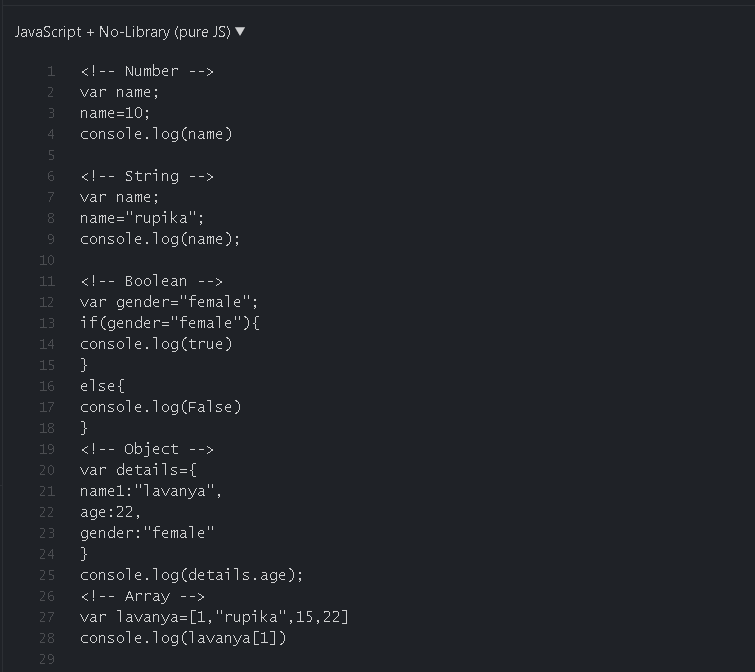 JavaScript + No-Library (pure JS) ▼
1 <!-- Number -->
2 var name;
3 name=10;
4 console.log(name)
5
6 <!-- String -->
7 var name;
8 name="rupika";
9 console.log(name);
10
11 <!-- Boolean -->
12 var gender="female";
13 if(gender="female"){
14 console.log(true)
15 }
16 else{
17 console.log(False)
18 }
19 <!-- Object -->
20 var details={
21 name1:"lavanya",
22 age:22,
23 gender:"female"
24 }
25 console.log(details.age);
26 <!-- Array -->
27 var lavanya=[1,"rupika",15,22]
28 console.log(lavanya[1])
29